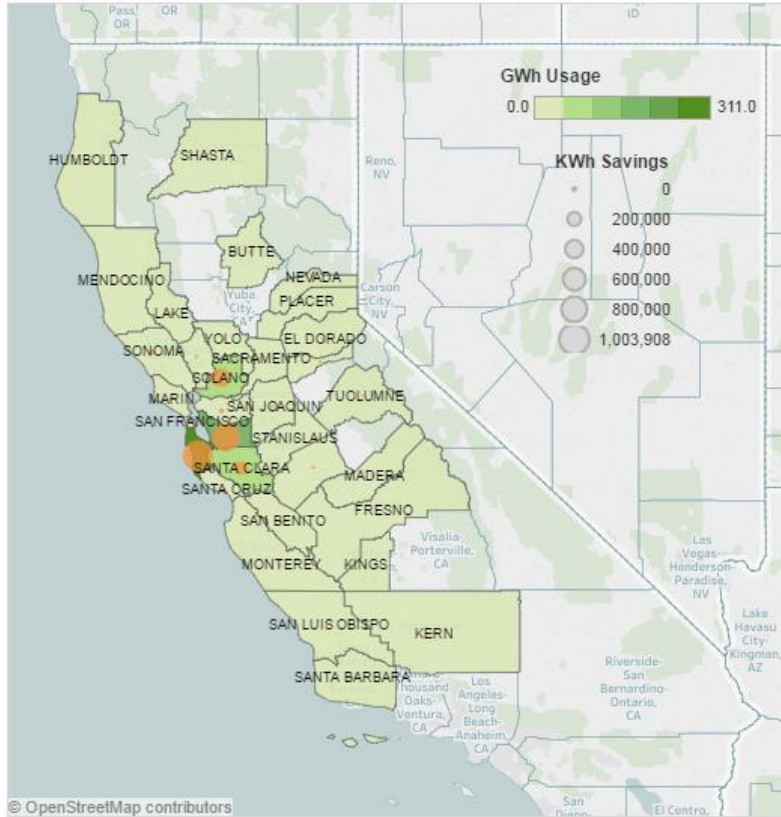 Pass,
OR
OR
ID
GWh Usage
0.0
311.0
KWh Savings
0
200,000
400,000
600,000
800,000
1,003,908
HUMBOLDT
SHASTA
Reno,
NV
BUTTE
MENDOCINO
NEVADA
Yuba
City,
CA
PLACER
Carson
City,
NV
LAKE
YOLO
EL DORADO
SONOMA
SACRAMENTO
SOLANO
MARIN
SAN JOAQUIN
TUOLUMNE
SAN FRANCISCO
STANISLAUS
SANTA CLARA
MADERA
SANTA CRUZ
FRESNO
SAN BENITO
Visalia
Porterville,
CA
Las
Vegas-
Henderson-
Paradise,
NV
MONTEREY
KINGS
SAN LUIS OBISPO
KERN
Lake
Havasu
City-
Kingman,
AZ
Riverside-
San
Bernardino-
Ontario,
CA
SANTA BARBARA
Thousand
Oaks-
Ventura,
CA
Los
Angeles-
Long
Beach-
Anaheim,
CA
San
El Centro,
© OpenStreetMap contributors